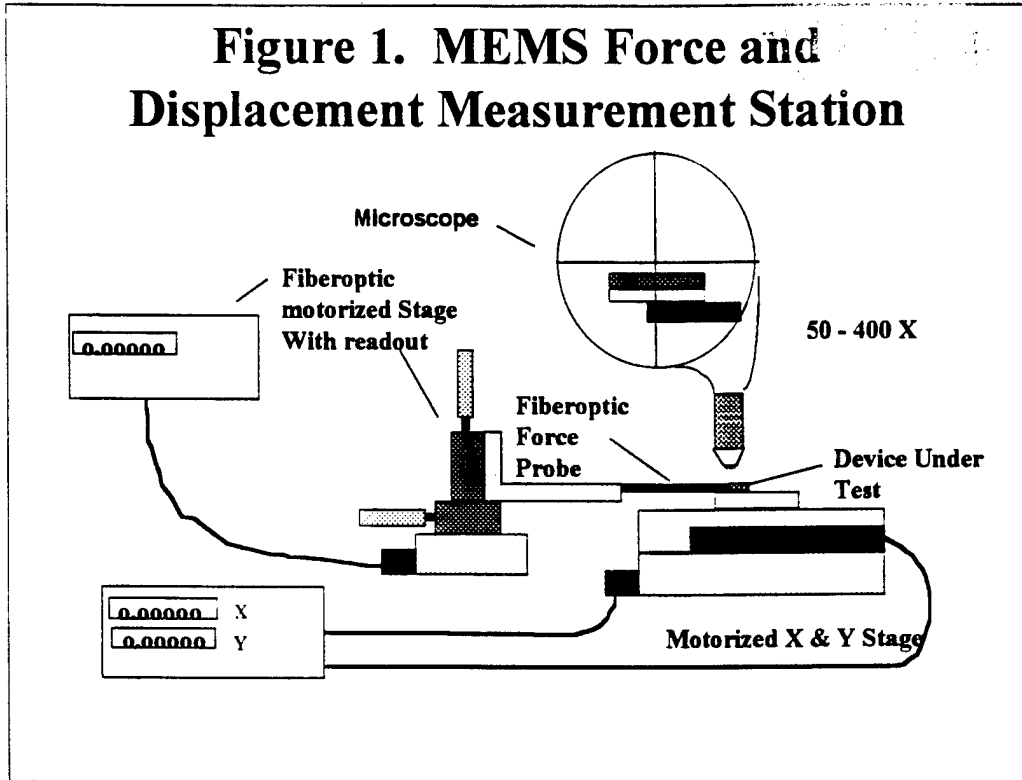 Figure 1. MEMS Force and
Displacement Measurement Station
Microscope
Fiberoptic
motorized Stage
With readout
0.00000
50 - 400 X
Fiberoptic
Force
Probe
Device Under
Test
0.00000 X
0.00000 Y
Motorized X & Y Stage